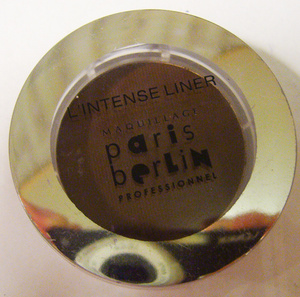 L'INTENSE LINER
MAQUILLAGE
paris
berLiN
PROFESSIONNEL